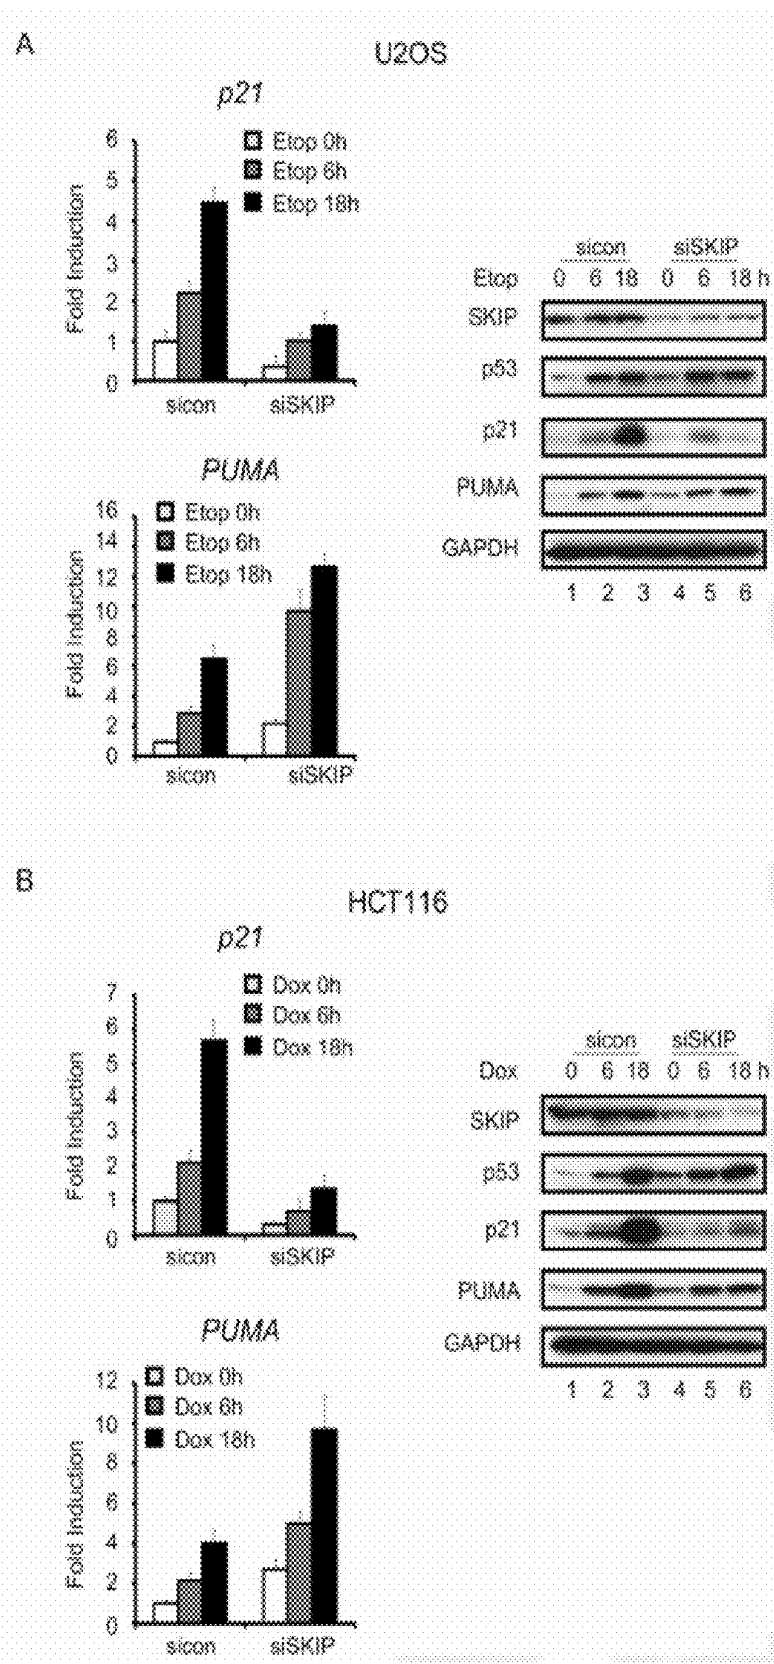 A
U2OS
p21
Etop 0h
Etop 6h
Etop 18h
Fold Induction
6
5
4
3
2
1
0
sicon siSKIP
sicon siSKIP
Etop 0 6 18 0 6 18 h
SKIP
p53
p21
PUMA
GAPDH
1 2 3 4 5 6
PUMA
Etop 0h
Etop 6h
Etop 18h
Fold Induction
16
14
12
10
8
6
4
2
0
sicon siSKIP
B
HCT116
p21
Dox 0h
Dox 6h
Dox 18h
Fold Induction
7
6
5
4
3
2
1
0
sicon siSKIP
sicon siSKIP
Dox 0 6 18 0 6 18 h
SKIP
p53
p21
PUMA
GAPDH
1 2 3 4 5 6
PUMA
Dox 0h
Dox 6h
Dox 18h
Fold Induction
12
10
8
6
4
2
0
sicon siSKIP